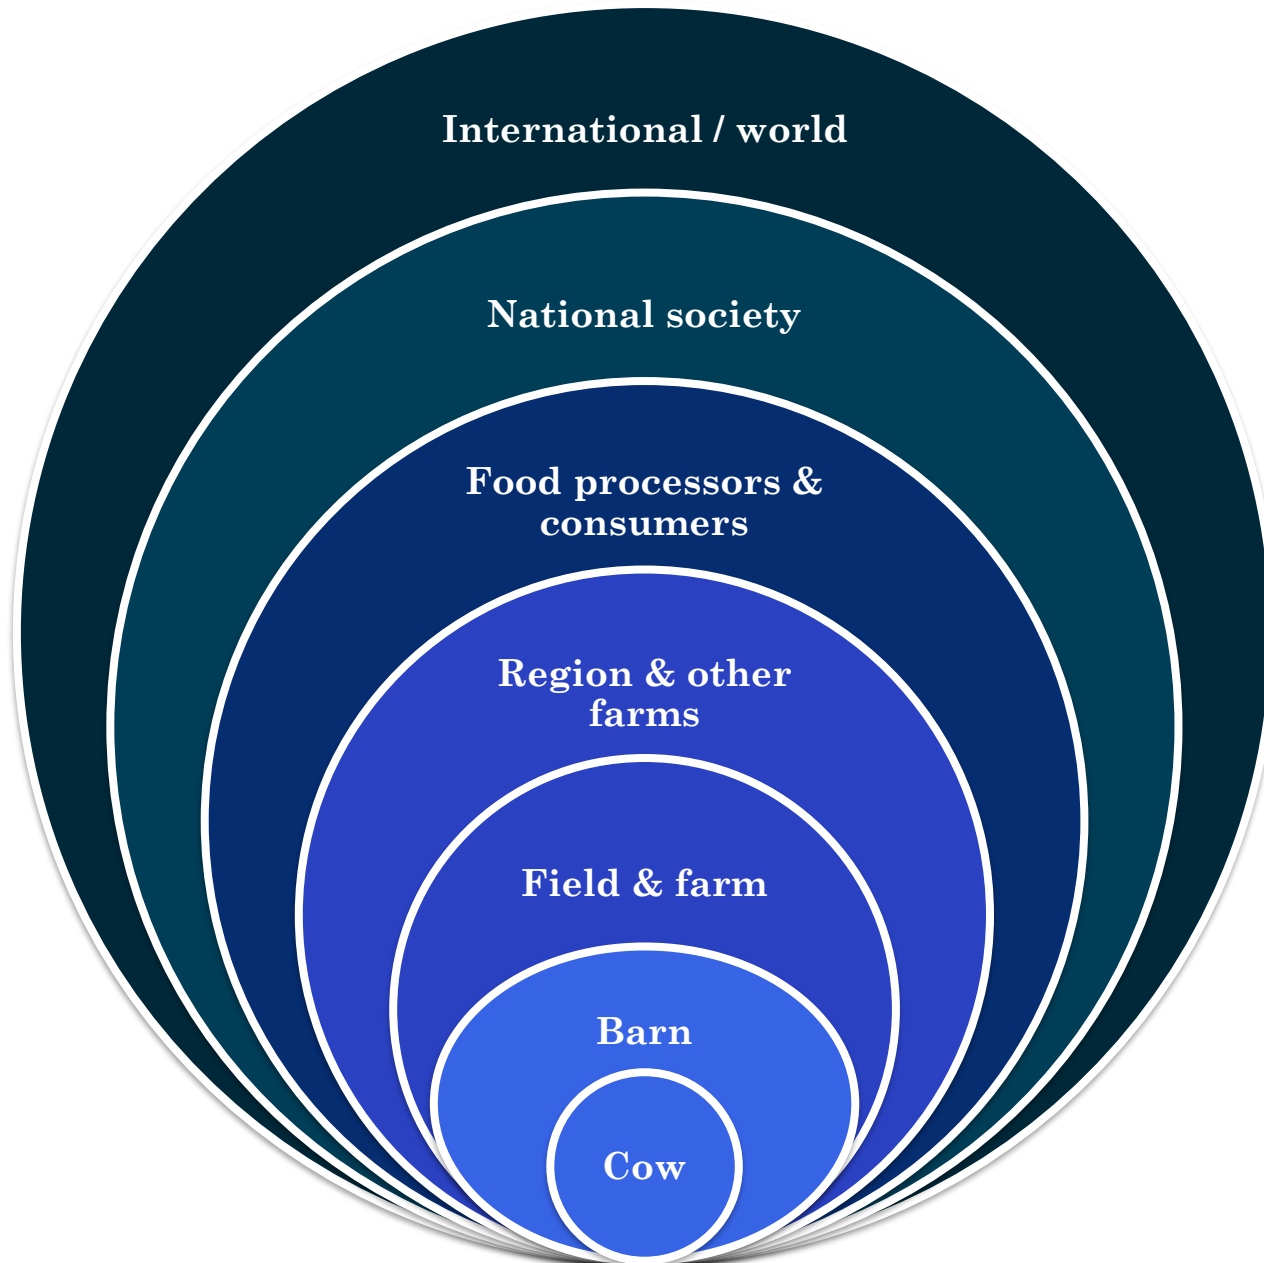 International / world
National society
Food processors &
consumers
Region & other
farms
Field & farm
Barn
Cow